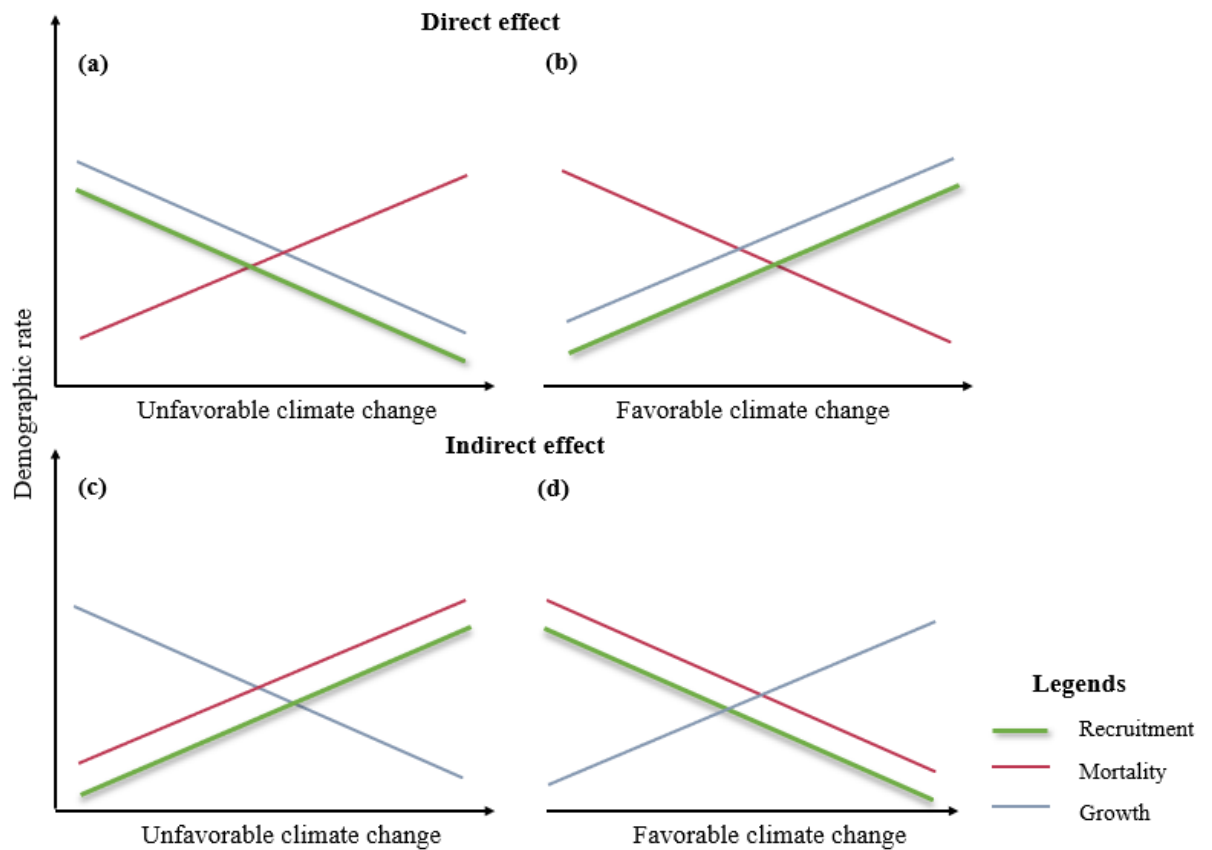 Direct effect
(a)
(b)
Demographic rate
Unfavorable climate change
Favorable climate change
Indirect effect
(c)
(d)
Unfavorable climate change
Favorable climate change
Legends
Recruitment
Mortality
Growth